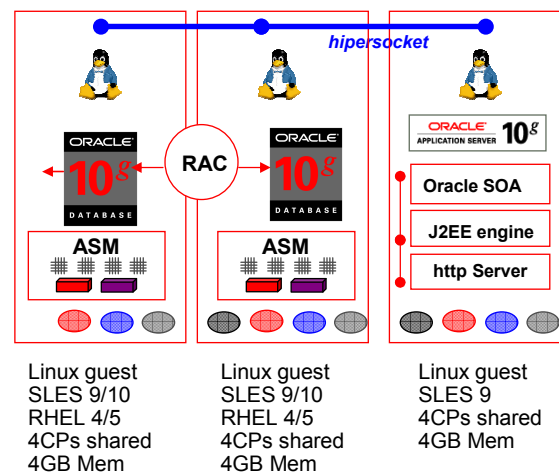 hipersocket
ORACLE
10g
DATABASE
RAC
ORACLE
10g
DATABASE
ORACLE
APPLICATION SERVER
10g
Oracle SOA
J2EE engine
http Server
ASM
ASM
Linux guest
SLES 9/10
RHEL 4/5
4CPs shared
4GB Mem
Linux guest
SLES 9/10
RHEL 4/5
4CPs shared
4GB Mem
Linux guest
SLES 9
4CPs shared
4GB Mem